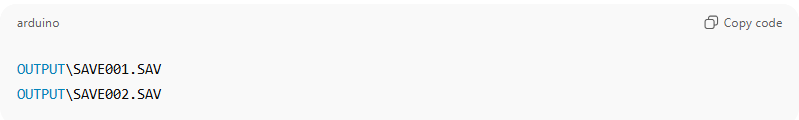 arduino
Copy code
OUTPUT\SAVE001.SAV
OUTPUT\SAVE002.SAV